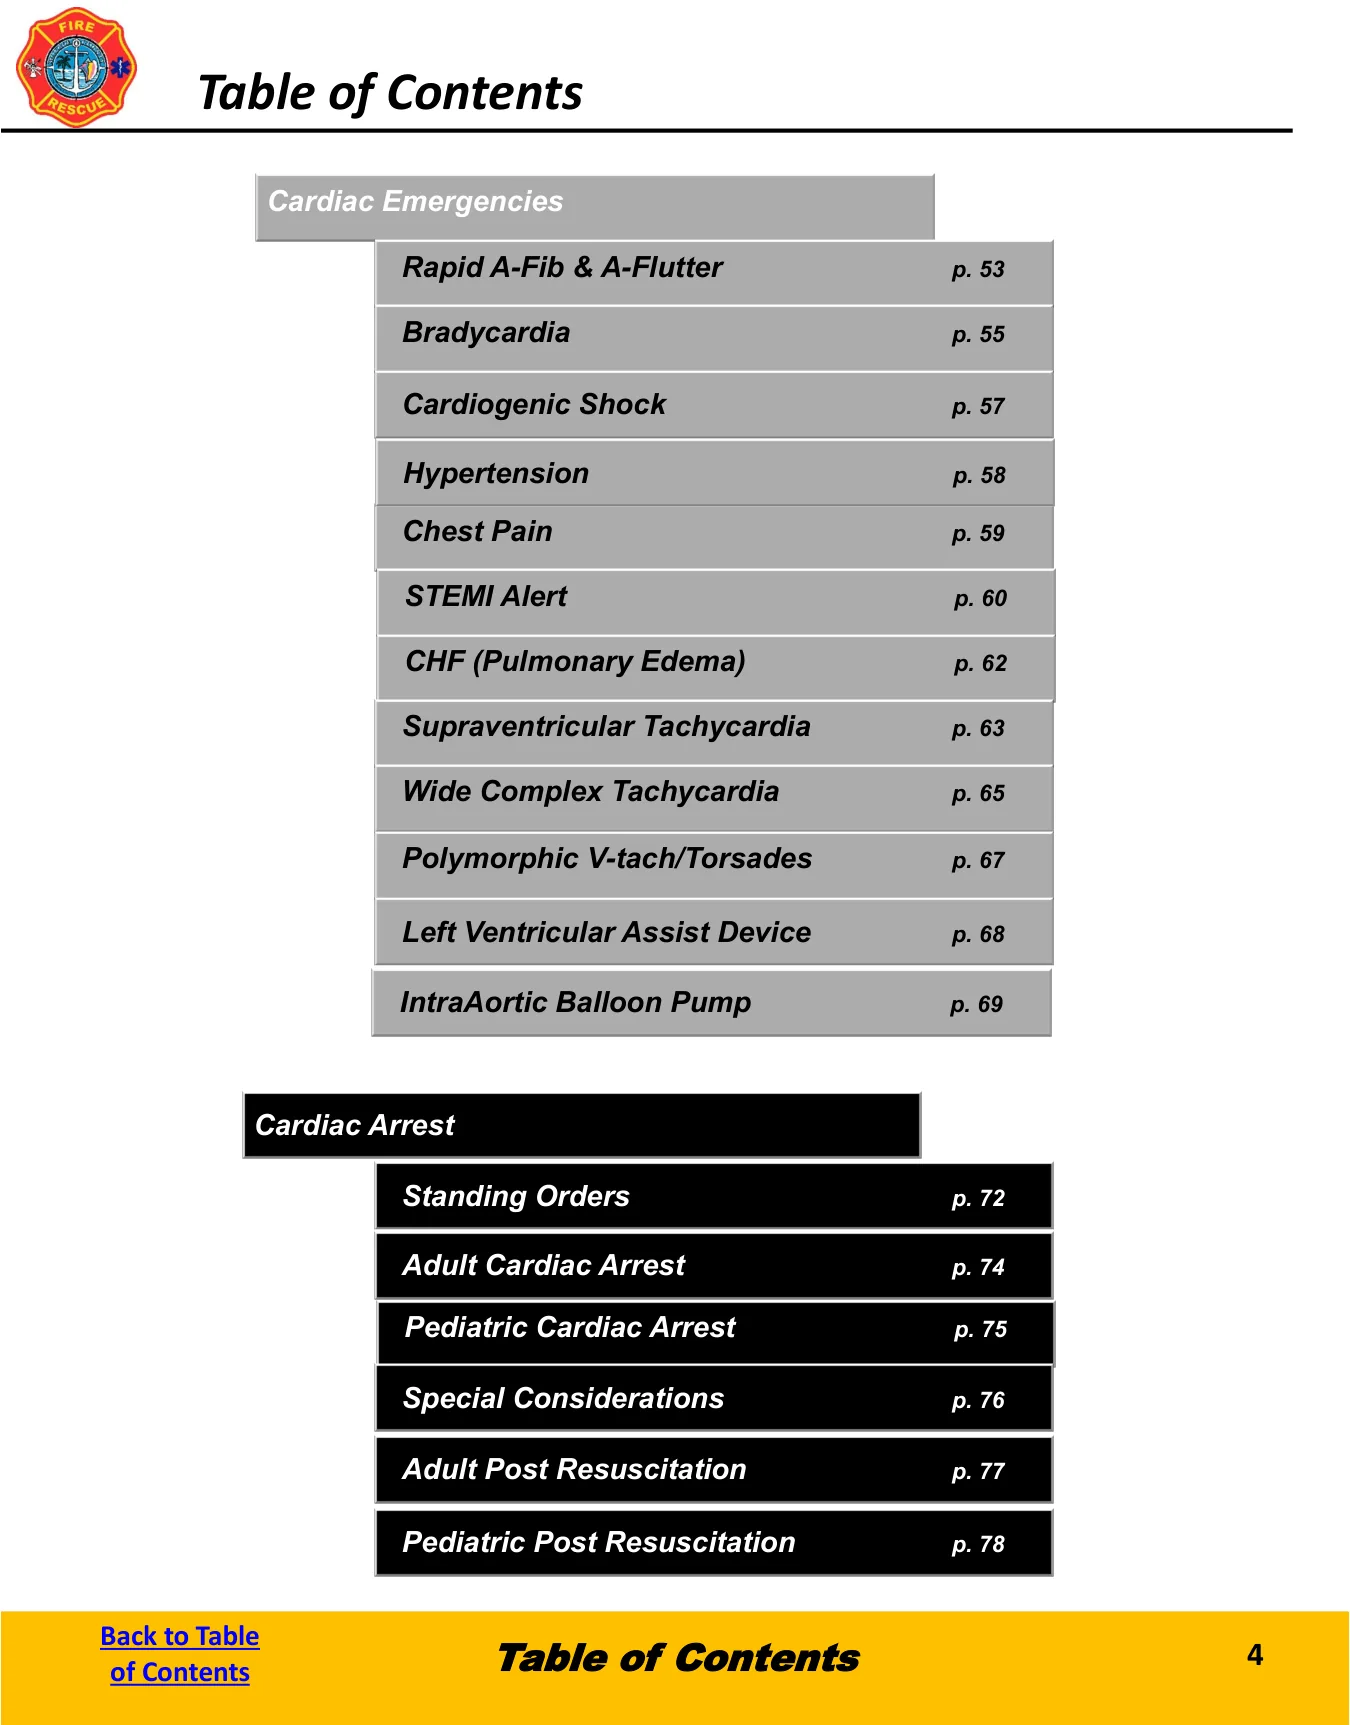 FIRE
RESCUE
Table of Contents
Cardiac Emergencies
Rapid A-Fib & A-Flutter p. 53
Bradycardia p. 55
Cardiogenic Shock p. 57
Hypertension p. 58
Chest Pain p. 59
STEMI Alert p. 60
CHF (Pulmonary Edema) p. 62
Supraventricular Tachycardia p. 63
Wide Complex Tachycardia p. 65
Polymorphic V-tach/Torsades p. 67
Left Ventricular Assist Device p. 68
IntraAortic Balloon Pump p. 69
Cardiac Arrest
Standing Orders p. 72
Adult Cardiac Arrest p. 74
Pediatric Cardiac Arrest p. 75
Special Considerations p. 76
Adult Post Resuscitation p. 77
Pediatric Post Resuscitation p. 78
Back to Table
of Contents
Table of Contents
4